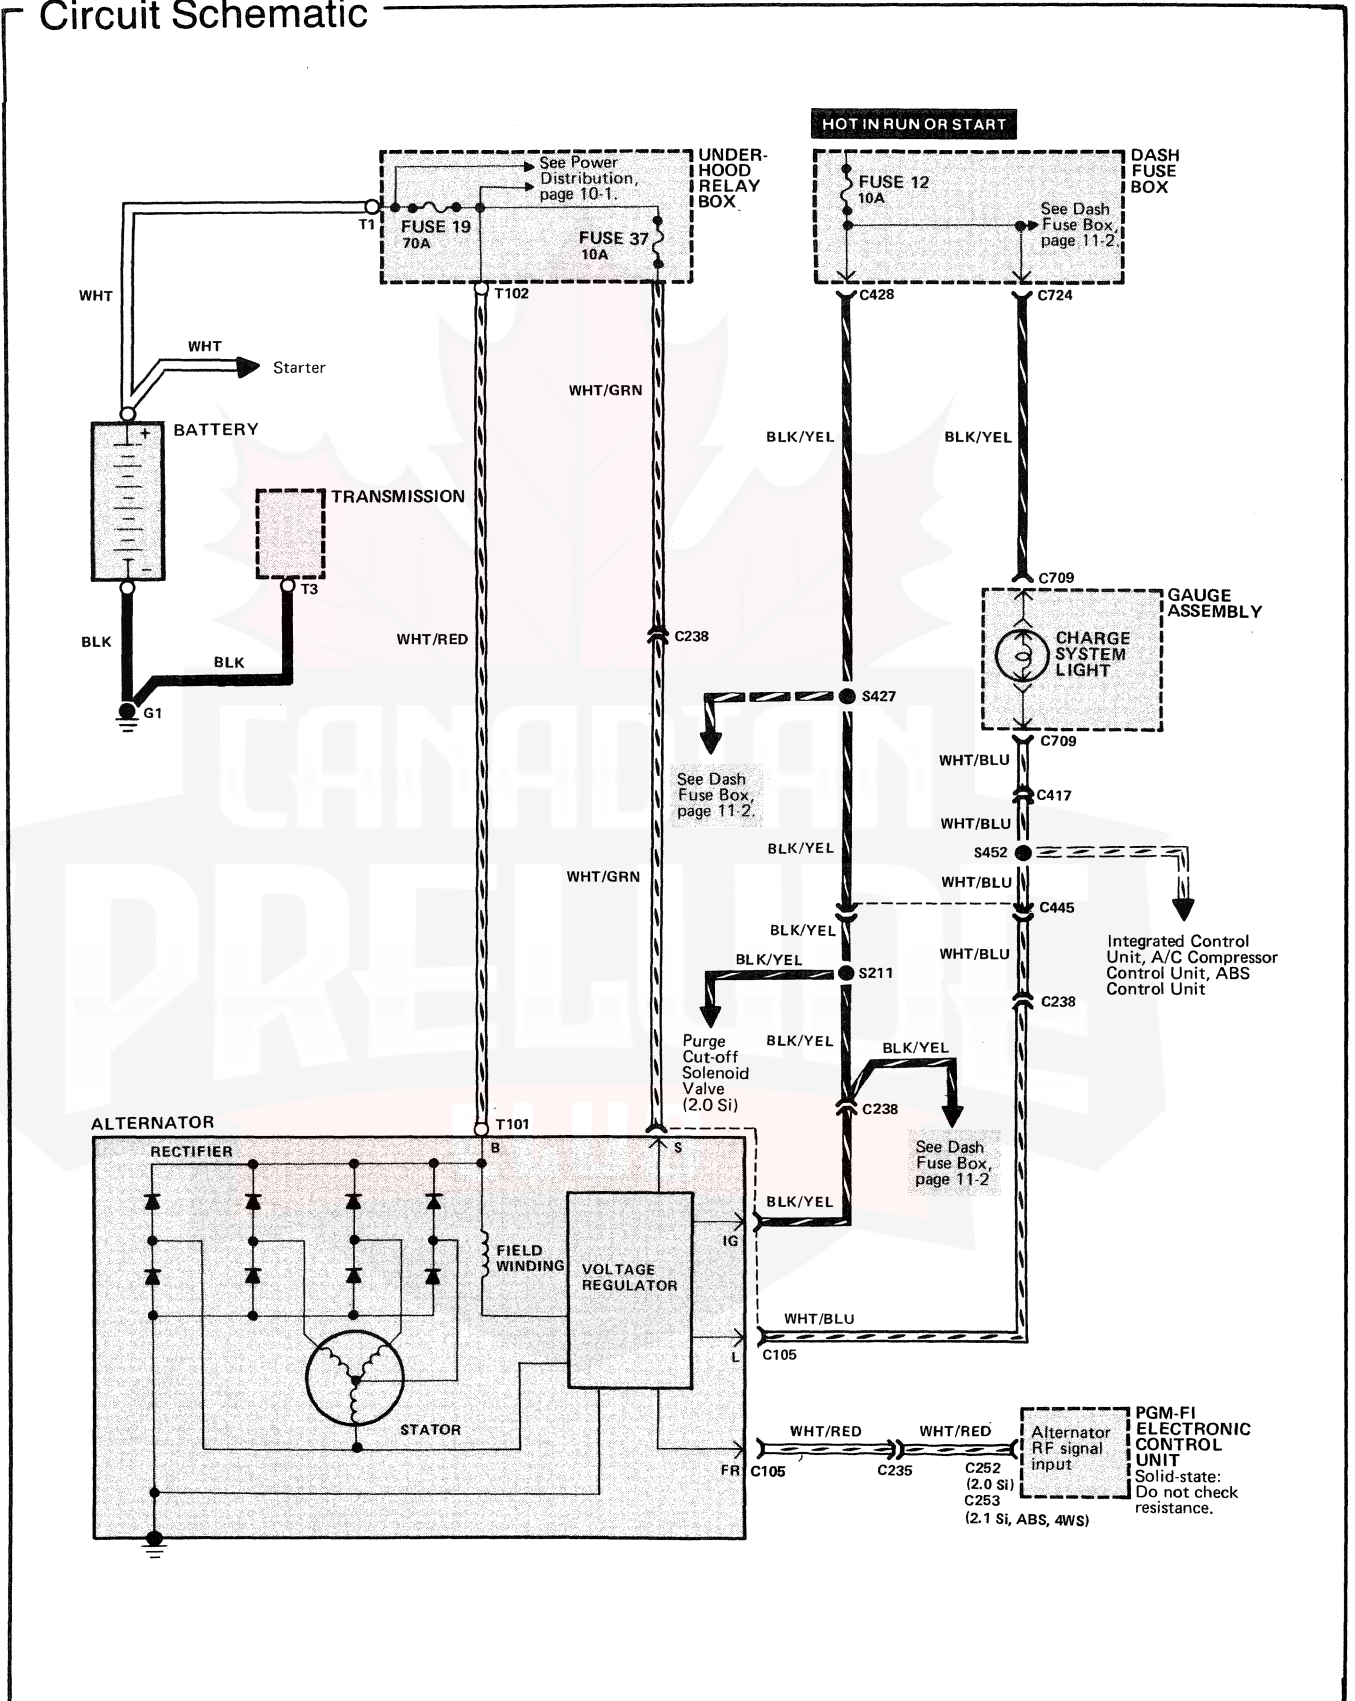 Circuit Schematic
HOT IN RUN OR START
See Power
Distribution,
page 10-1.
UNDER-
HOOD
RELAY
BOX
T1
FUSE 19
70A
FUSE 37
10A
T102
FUSE 12
10A
See Dash
Fuse Box,
page 11-2.
DASH
FUSE
BOX
C428
C724
WHT
WHT
Starter
WHT/GRN
BLK/YEL
BLK/YEL
+
BATTERY
-
TRANSMISSION
T3
BLK
BLK
G1
WHT/RED
C238
C709
GAUGE
ASSEMBLY
CHARGE
SYSTEM
LIGHT
S427
C709
WHT/BLU
See Dash
Fuse Box,
page 11-2.
C417
WHT/BLU
BLK/YEL
S452
WHT/GRN
WHT/BLU
C445
BLK/YEL
WHT/BLU
Integrated Control
Unit, A/C Compressor
Control Unit, ABS
Control Unit
BLK/YEL
S211
C238
CANADIAN
PRELUDE
CLUB
Purge
Cut-off
Solenoid
Valve
(2.0 Si)
BLK/YEL
BLK/YEL
C238
See Dash
Fuse Box,
page 11-2
ALTERNATOR
T101
RECTIFIER
B
S
BLK/YEL
IG
FIELD
WINDING
VOLTAGE
REGULATOR
WHT/BLU
L
C105
STATOR
FR
C105
WHT/RED
C235
WHT/RED
C252
(2.0 Si)
C253
(2.1 Si, ABS, 4WS)
Alternator
RF signal
input
PGM-FI
ELECTRONIC
CONTROL
UNIT
Solid-state:
Do not check
resistance.